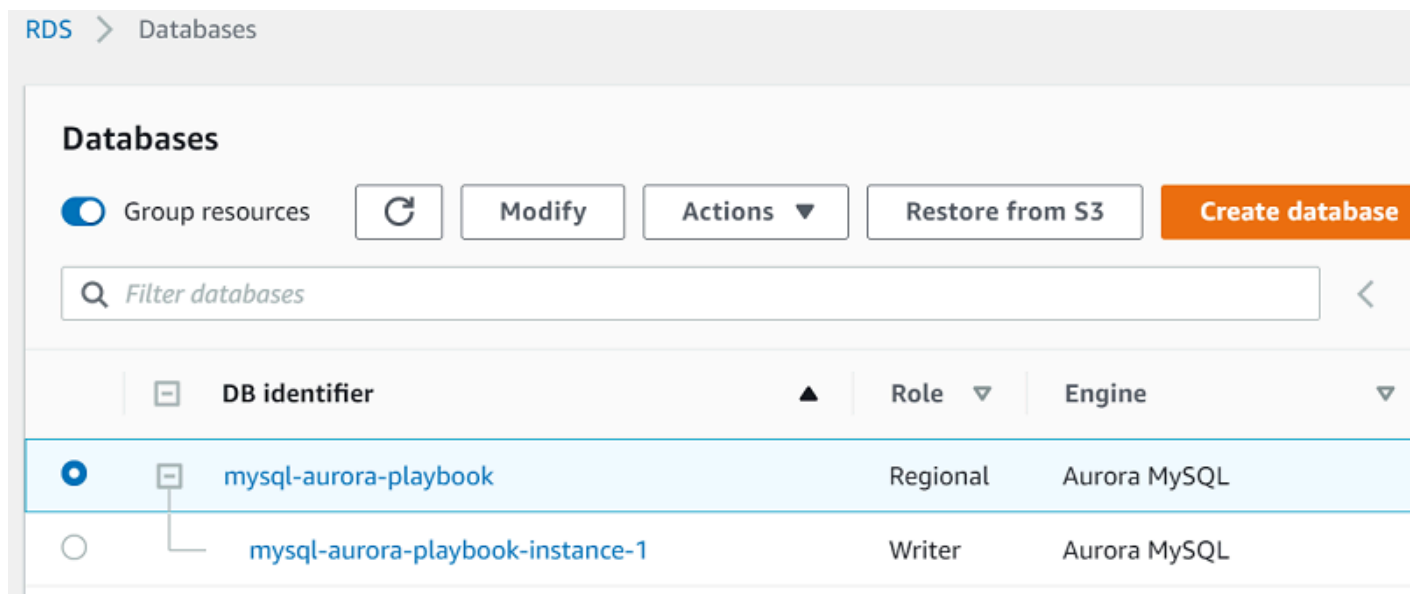 RDS > Databases
Databases
Group resources Modify Actions Restore from S3 Create database
Filter databases
DB identifier Role Engine
mysql-aurora-playbook Regional Aurora MySQL
mysql-aurora-playbook-instance-1 Writer Aurora MySQL